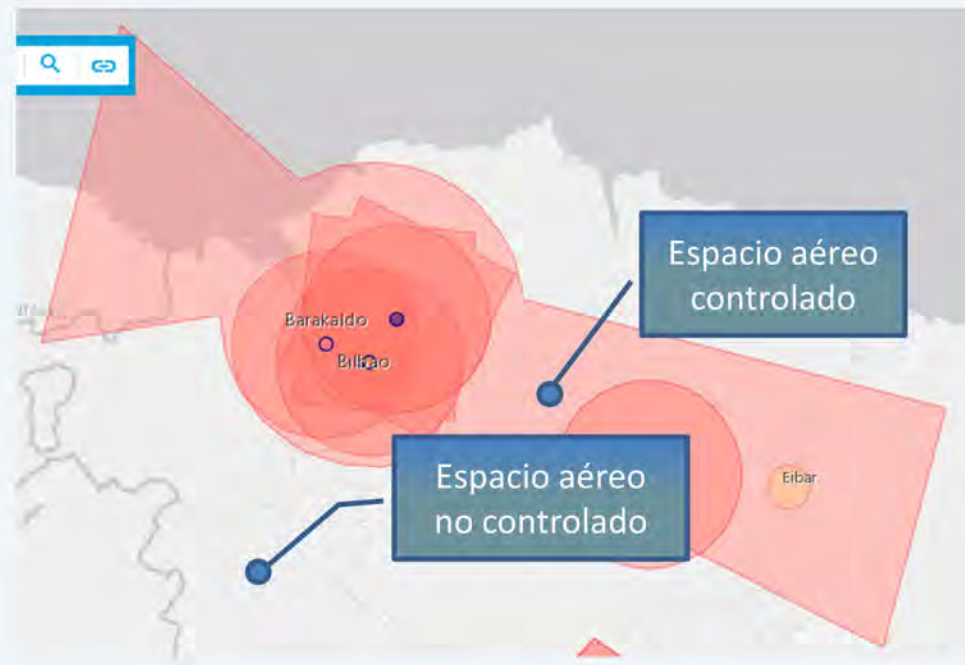 Espacio aéreo
controlado
Barakaldo
Bilbao
Espacio aéreo
no controlado
Eibar